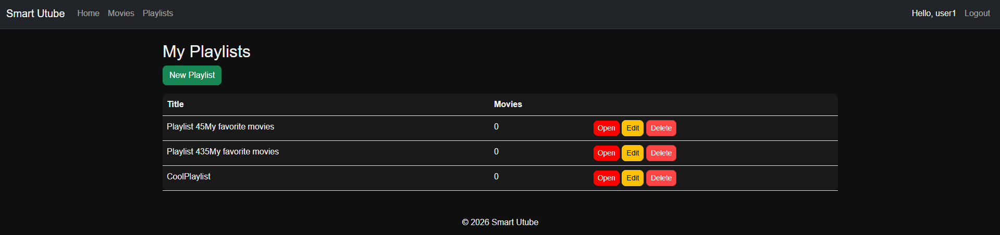 Smart Utube Home Movies Playlists Hello, user1 Logout
My Playlists
New Playlist
Title Movies
Playlist 45My favorite movies 0 Open Edit Delete
Playlist 435My favorite movies 0 Open Edit Delete
CoolPlaylist 0 Open Edit Delete
© 2026 Smart Utube